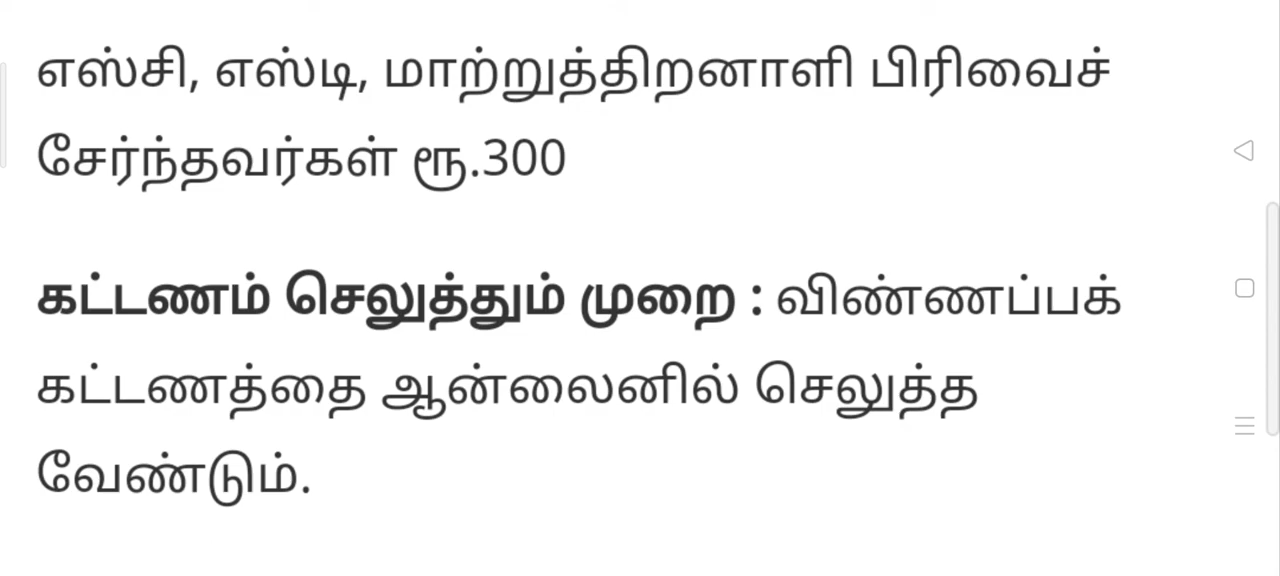 எஸ்சி, எஸ்டி, மாற்றுத்திறனாளி பிரிவைச்
சேர்ந்தவர்கள் ரூ.300
கட்டணம் செலுத்தும் முறை : விண்ணப்பக்
கட்டணத்தை ஆன்லைனில் செலுத்த
வேண்டும்.